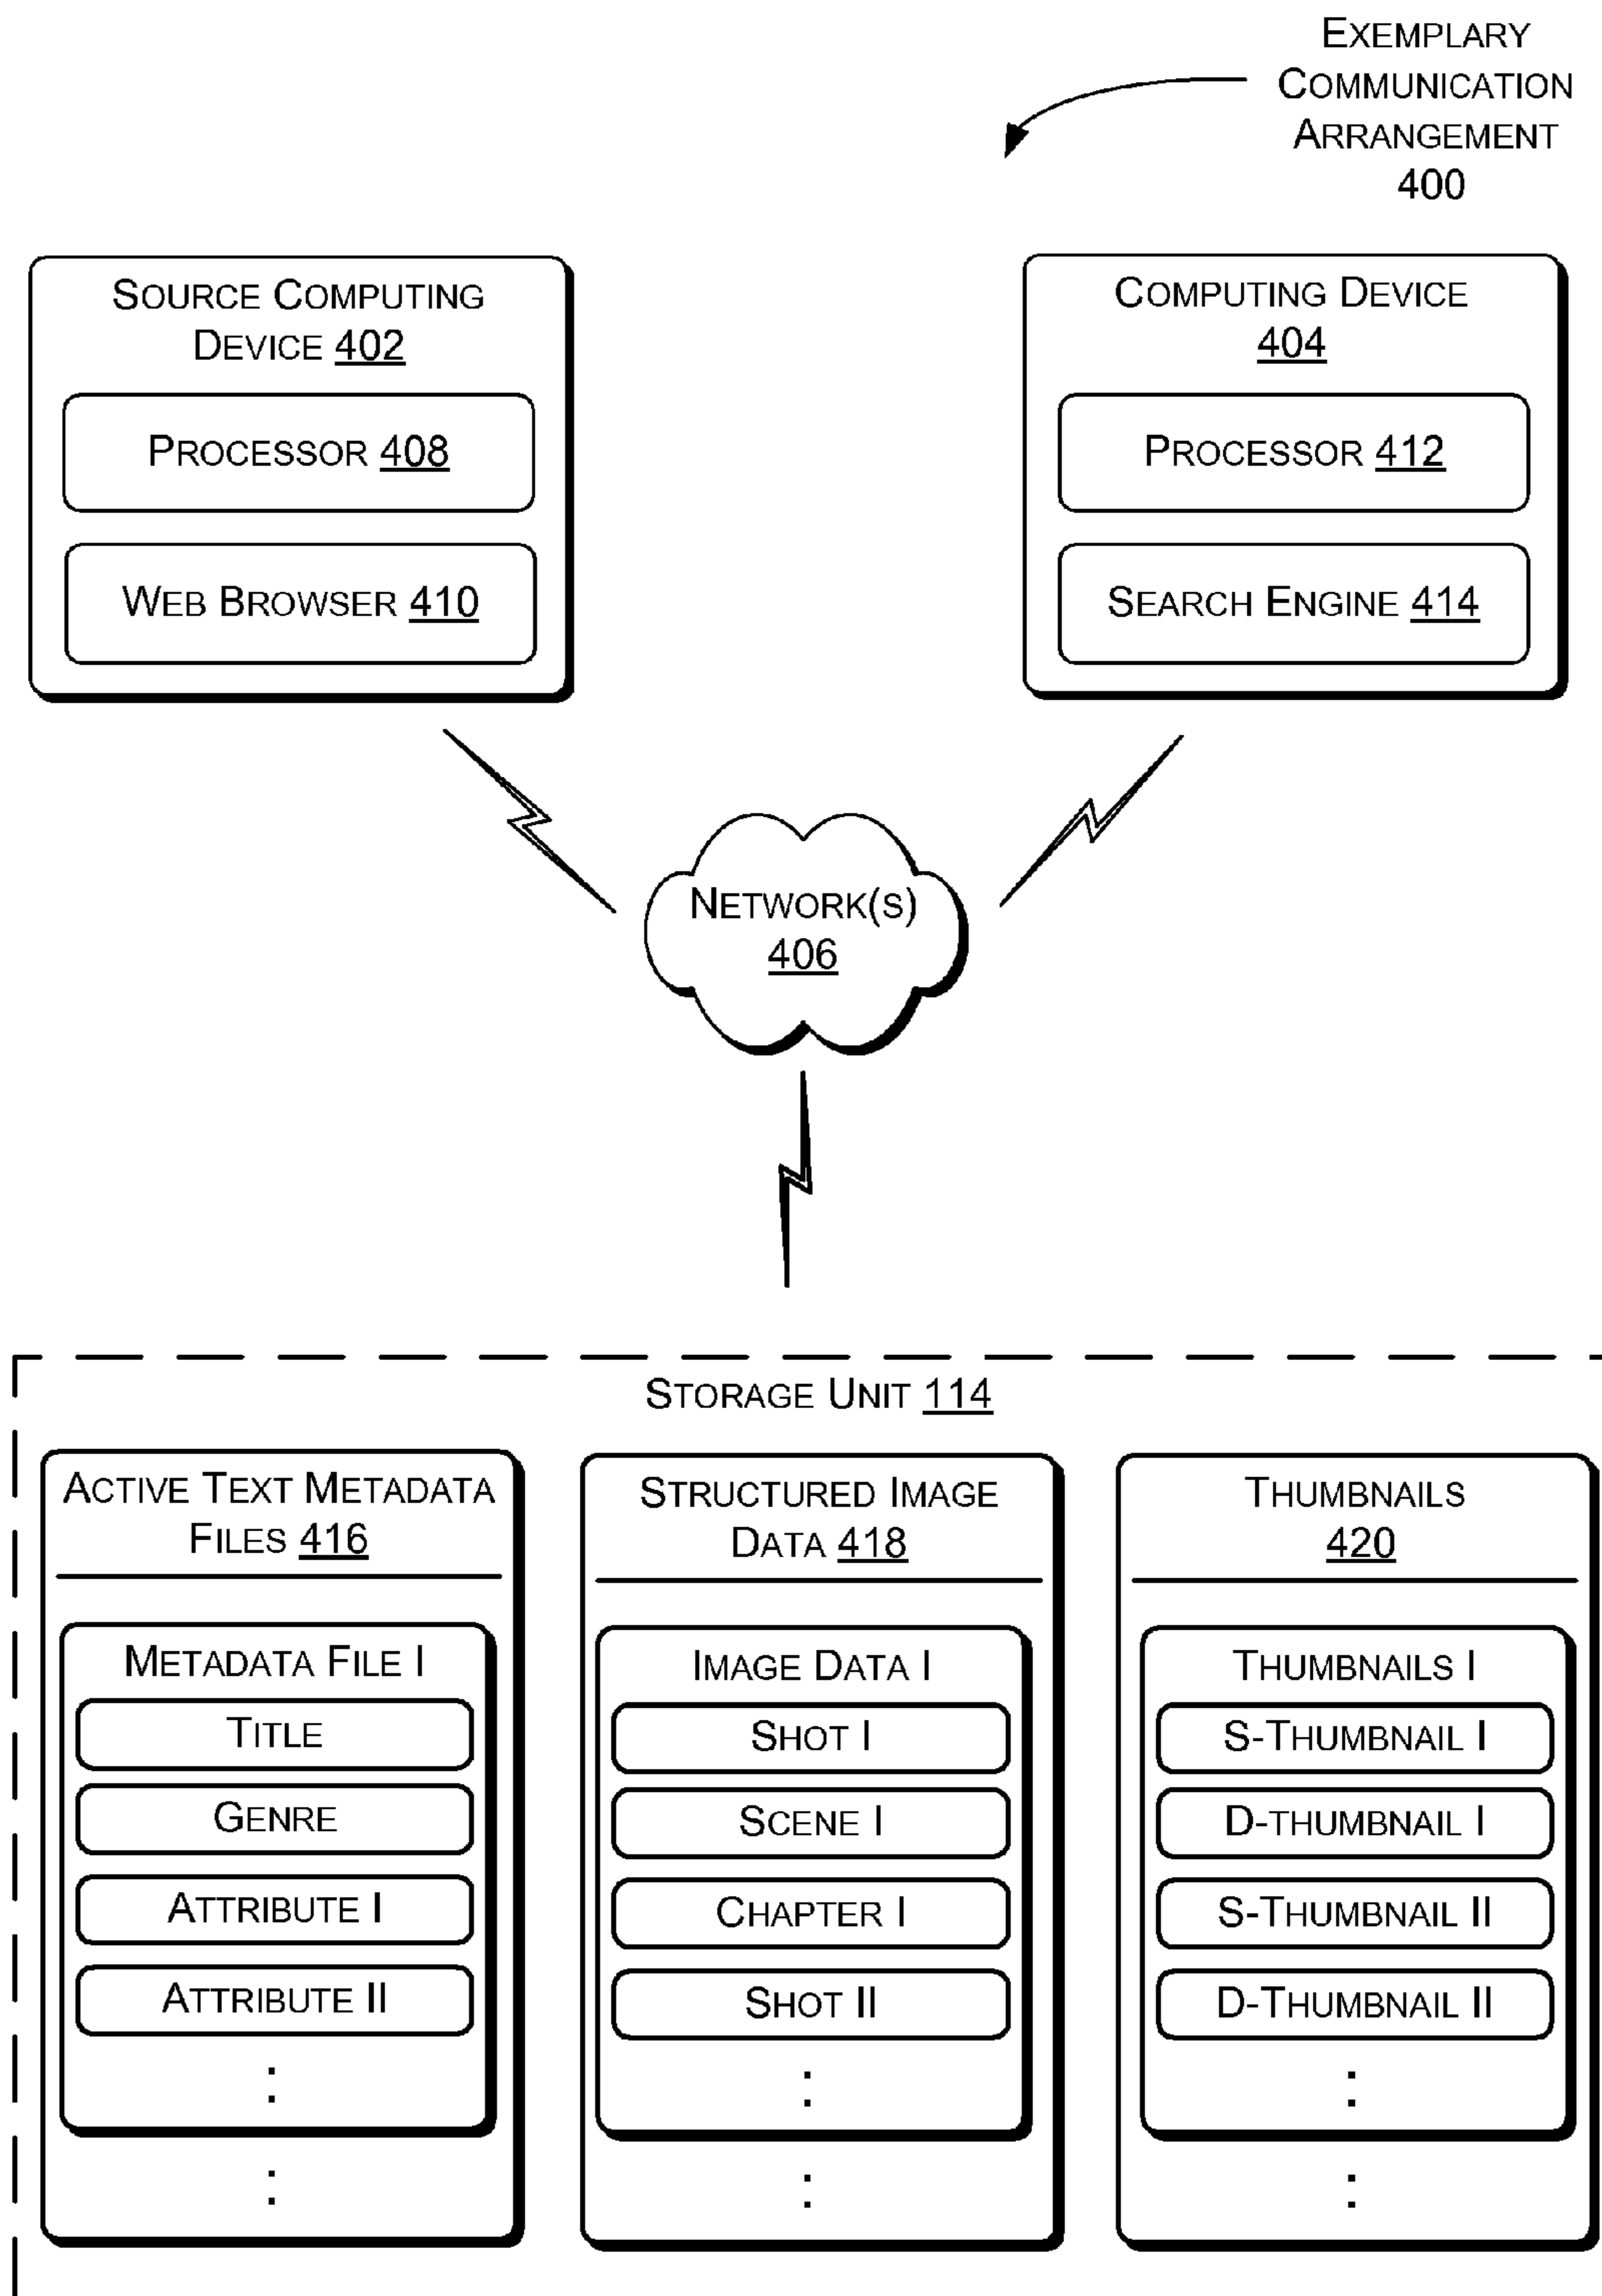 EXEMPLARY
COMMUNICATION
ARRANGEMENT
400
SOURCE COMPUTING
DEVICE 402
PROCESSOR 408
WEB BROWSER 410
COMPUTING DEVICE
404
PROCESSOR 412
SEARCH ENGINE 414
NETWORK(S)
406
STORAGE UNIT 114
ACTIVE TEXT METADATA
FILES 416
METADATA FILE I
TITLE
GENRE
ATTRIBUTE I
ATTRIBUTE II
STRUCTURED IMAGE
DATA 418
IMAGE DATA I
SHOT I
SCENE I
CHAPTER I
SHOT II
THUMBNAILS
420
THUMBNAILS I
S-THUMBNAIL I
D-THUMBNAIL I
S-THUMBNAIL II
D-THUMBNAIL II